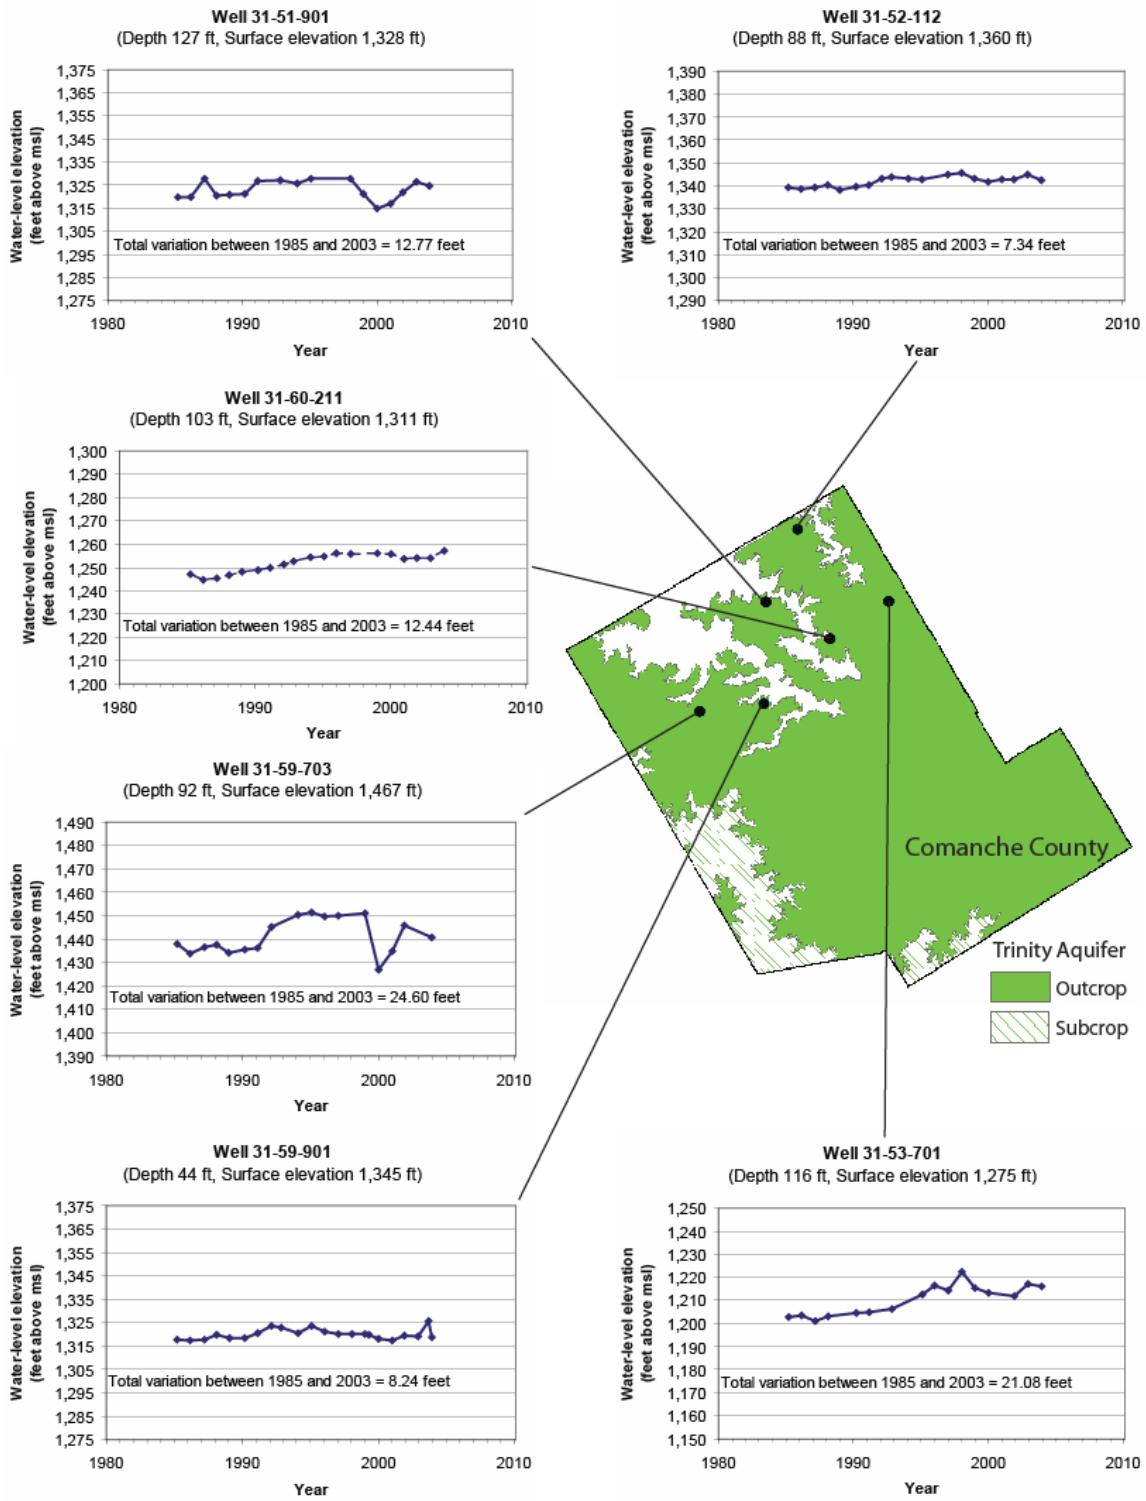 Well 31-51-901
(Depth 127 ft, Surface elevation 1,328 ft)
Water-level elevation
(feet above msl)
1,375
1,365
1,355
1,345
1,335
1,325
1,315
1,305
1,295
1,285
1,275
Total variation between 1985 and 2003 = 12.77 feet
1980 1990 2000 2010
Year
Well 31-52-112
(Depth 88 ft, Surface elevation 1,360 ft)
Water-level elevation
(feet above msl)
1,390
1,380
1,370
1,360
1,350
1,340
1,330
1,320
1,310
1,300
1,290
Total variation between 1985 and 2003 = 7.34 feet
1980 1990 2000 2010
Year
Well 31-60-211
(Depth 103 ft, Surface elevation 1,311 ft)
Water-level elevation
(feet above msl)
1,300
1,290
1,280
1,270
1,260
1,250
1,240
1,230
1,220
1,210
1,200
Total variation between 1985 and 2003 = 12.44 feet
1980 1990 2000 2010
Year
Well 31-59-703
(Depth 92 ft, Surface elevation 1,467 ft)
Water-level elevation
(feet above msl)
1,490
1,480
1,470
1,460
1,450
1,440
1,430
1,420
1,410
1,400
1,390
Total variation between 1985 and 2003 = 24.60 feet
1980 1990 2000 2010
Year
Comanche County
Trinity Aquifer
Outcrop
Subcrop
Well 31-59-901
(Depth 44 ft, Surface elevation 1,345 ft)
Water-level elevation
(feet above msl)
1,375
1,365
1,355
1,345
1,335
1,325
1,315
1,305
1,295
1,285
1,275
Total variation between 1985 and 2003 = 8.24 feet
1980 1990 2000 2010
Year
Well 31-53-701
(Depth 116 ft, Surface elevation 1,275 ft)
Water-level elevation
(feet above msl)
1,250
1,240
1,230
1,220
1,210
1,200
1,190
1,180
1,170
1,160
1,150
Total variation between 1985 and 2003 = 21.08 feet
1980 1990 2000 2010
Year